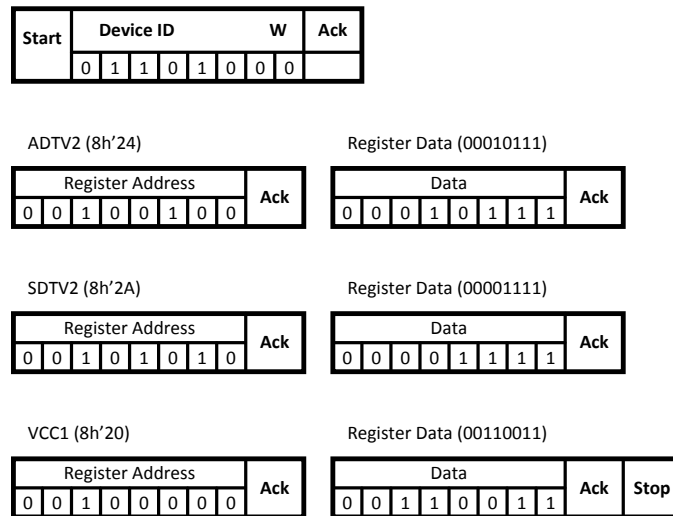 Start Device ID W Ack
0 1 1 0 1 0 0 0
ADTV2 (8h’24) Register Data (00010111)
Register Address Ack Data Ack
0 0 1 0 0 1 0 0 0 0 0 1 0 1 1 1
SDTV2 (8h’2A) Register Data (00001111)
Register Address Ack Data Ack
0 0 1 0 1 0 1 0 0 0 0 0 1 1 1 1
VCC1 (8h’20) Register Data (00110011)
Register Address Ack Data Ack Stop
0 0 1 0 0 0 0 0 0 0 1 1 0 0 1 1